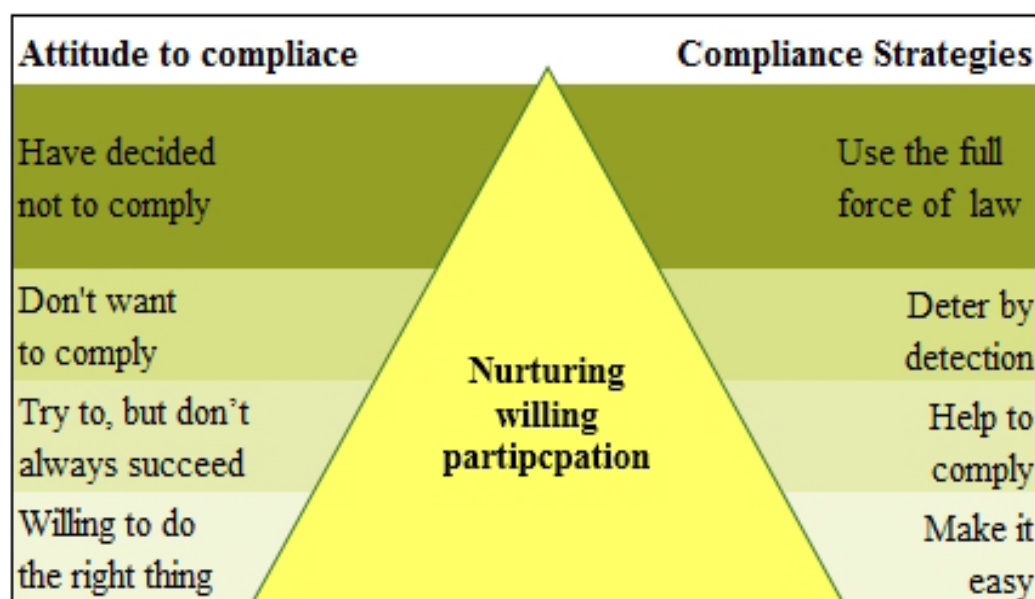 Attitude to compliace
Compliance Strategies
Have decided
not to comply
Use the full
force of law
Don't want
to comply
Deter by
detection
Nurturing
willing
partipcpation
Try to, but don’t
always succeed
Help to
comply
Willing to do
the right thing
Make it
easy